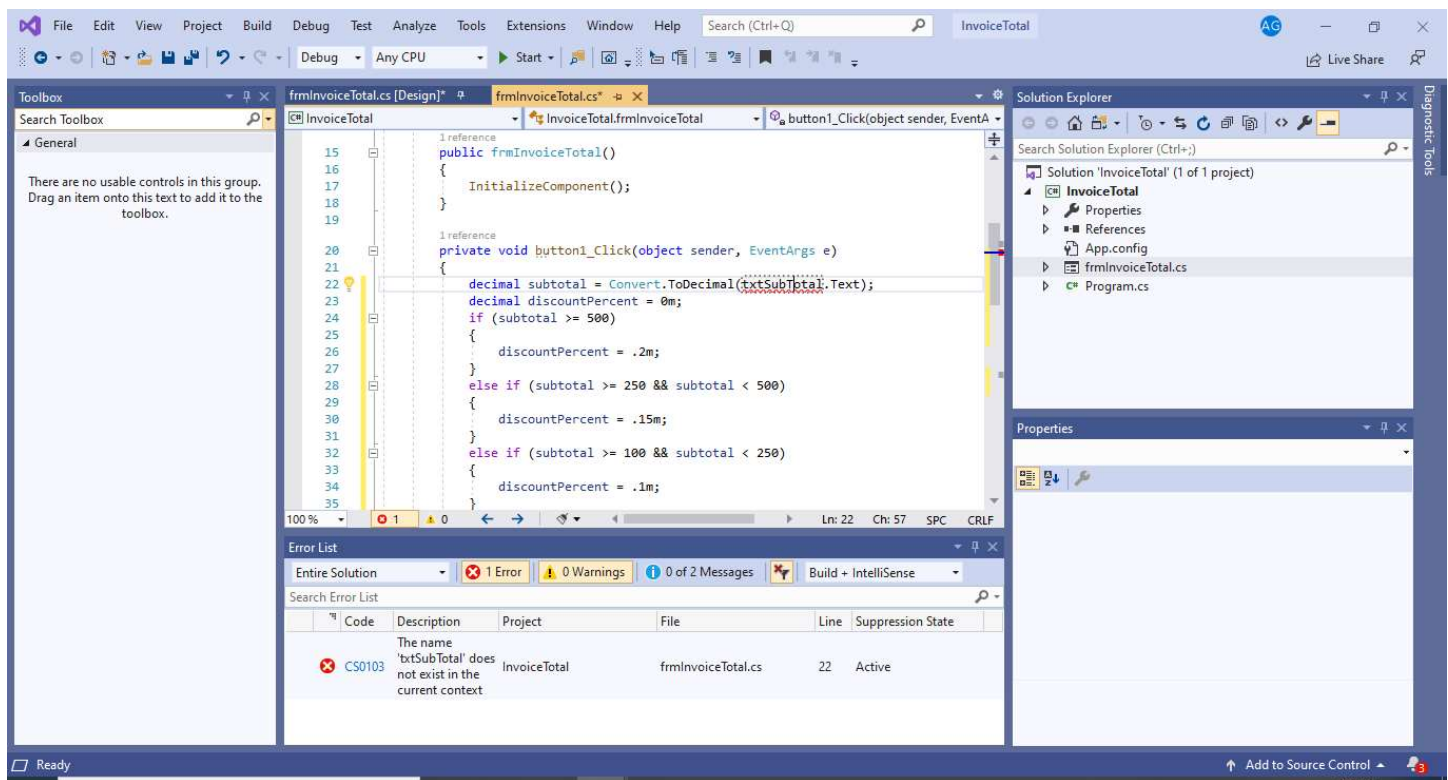 File Edit View Project Build Debug Test Analyze Tools Extensions Window Help Search (Ctrl+Q) InvoiceTotal AG
Debug Any CPU Start Live Share
Toolbox
Search Toolbox
General
There are no usable controls in this group.
Drag an item onto this text to add it to the
toolbox.
frmInvoiceTotal.cs [Design]* frmInvoiceTotal.cs*
C# InvoiceTotal InvoiceTotal.frmInvoiceTotal button1_Click(object sender, EventA
1 reference
15 public frmInvoiceTotal()
16 {
17 InitializeComponent();
18 }
19
1 reference
20 private void button1_Click(object sender, EventArgs e)
21 {
22 decimal subtotal = Convert.ToDecimal(txtSubTotal.Text);
23 decimal discountPercent = 0m;
24 if (subtotal >= 500)
25 {
26 discountPercent = .2m;
27 }
28 else if (subtotal >= 250 && subtotal < 500)
29 {
30 discountPercent = .15m;
31 }
32 else if (subtotal >= 100 && subtotal < 250)
33 {
34 discountPercent = .1m;
35 }
100 % 1 0 Ln: 22 Ch: 57 SPC CRLF
Error List
Entire Solution 1 Error 0 Warnings 0 of 2 Messages Build + IntelliSense
Search Error List
Code Description Project File Line Suppression State
CS0103 The name
'txtSubTotal' does
not exist in the
current context
InvoiceTotal frmInvoiceTotal.cs 22 Active
Solution Explorer
Search Solution Explorer (Ctrl+;)
Solution 'InvoiceTotal' (1 of 1 project)
C# InvoiceTotal
Properties
References
App.config
frmInvoiceTotal.cs
C# Program.cs
Properties
Diagnostic Tools
Ready Add to Source Control 3